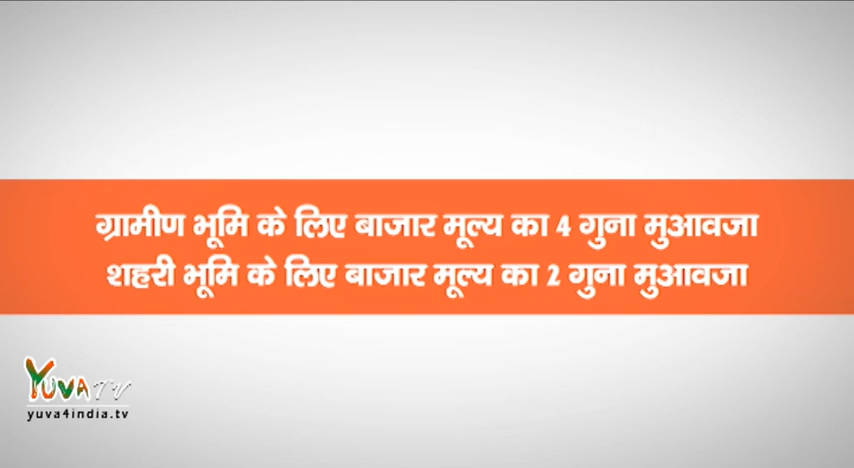 ग्रामीण भूमि के लिए बाजार मूल्य का 4 गुना मुआवजा
शहरी भूमि के लिए बाजार मूल्य का 2 गुना मुआवजा
YUVA TV
yuva4india.tv